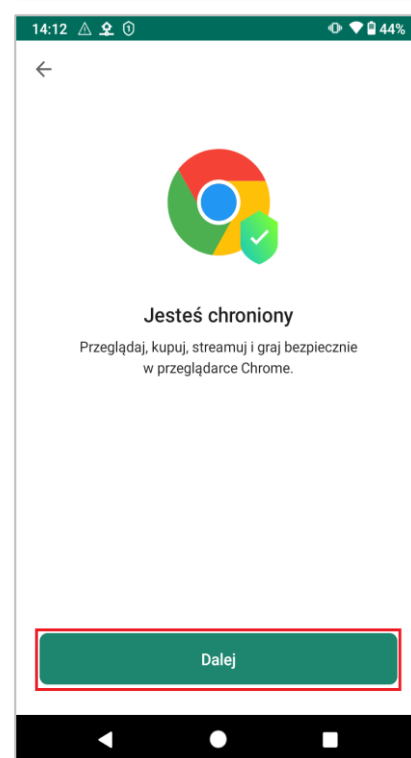 14:12
44%
Jesteś chroniony
Przeglądaj, kupuj, streamuj i graj bezpiecznie
w przeglądarce Chrome.
Dalej